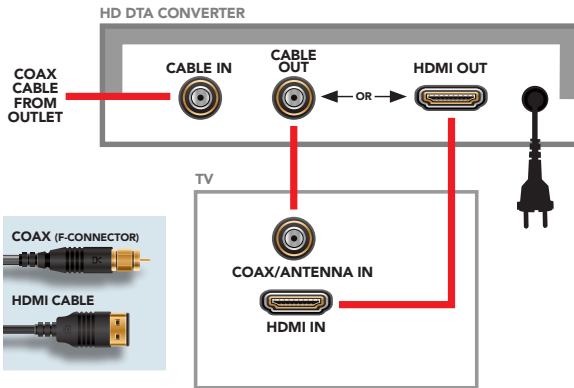 HD DTA CONVERTER
COAX
CABLE
FROM
OUTLET
CABLE IN
CABLE
OUT
OR
HDMI OUT
TV
COAX/ANTENNA IN
HDMI IN
COAX (F-CONNECTOR)
HDMI CABLE